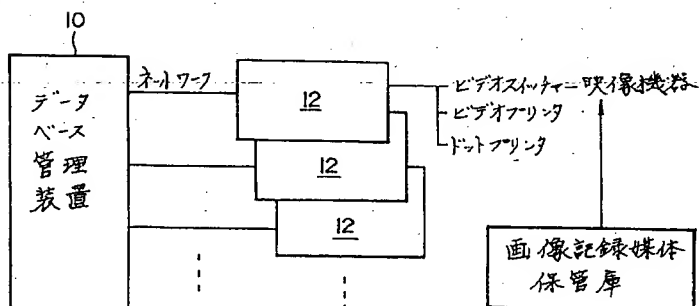 10
データ
ベース
管理
装置
ネットワーク
12
12
12
ビデオスイッチャー映像機器
ビデオプリンタ
ドットプリンタ
画像記録媒体
保管庫